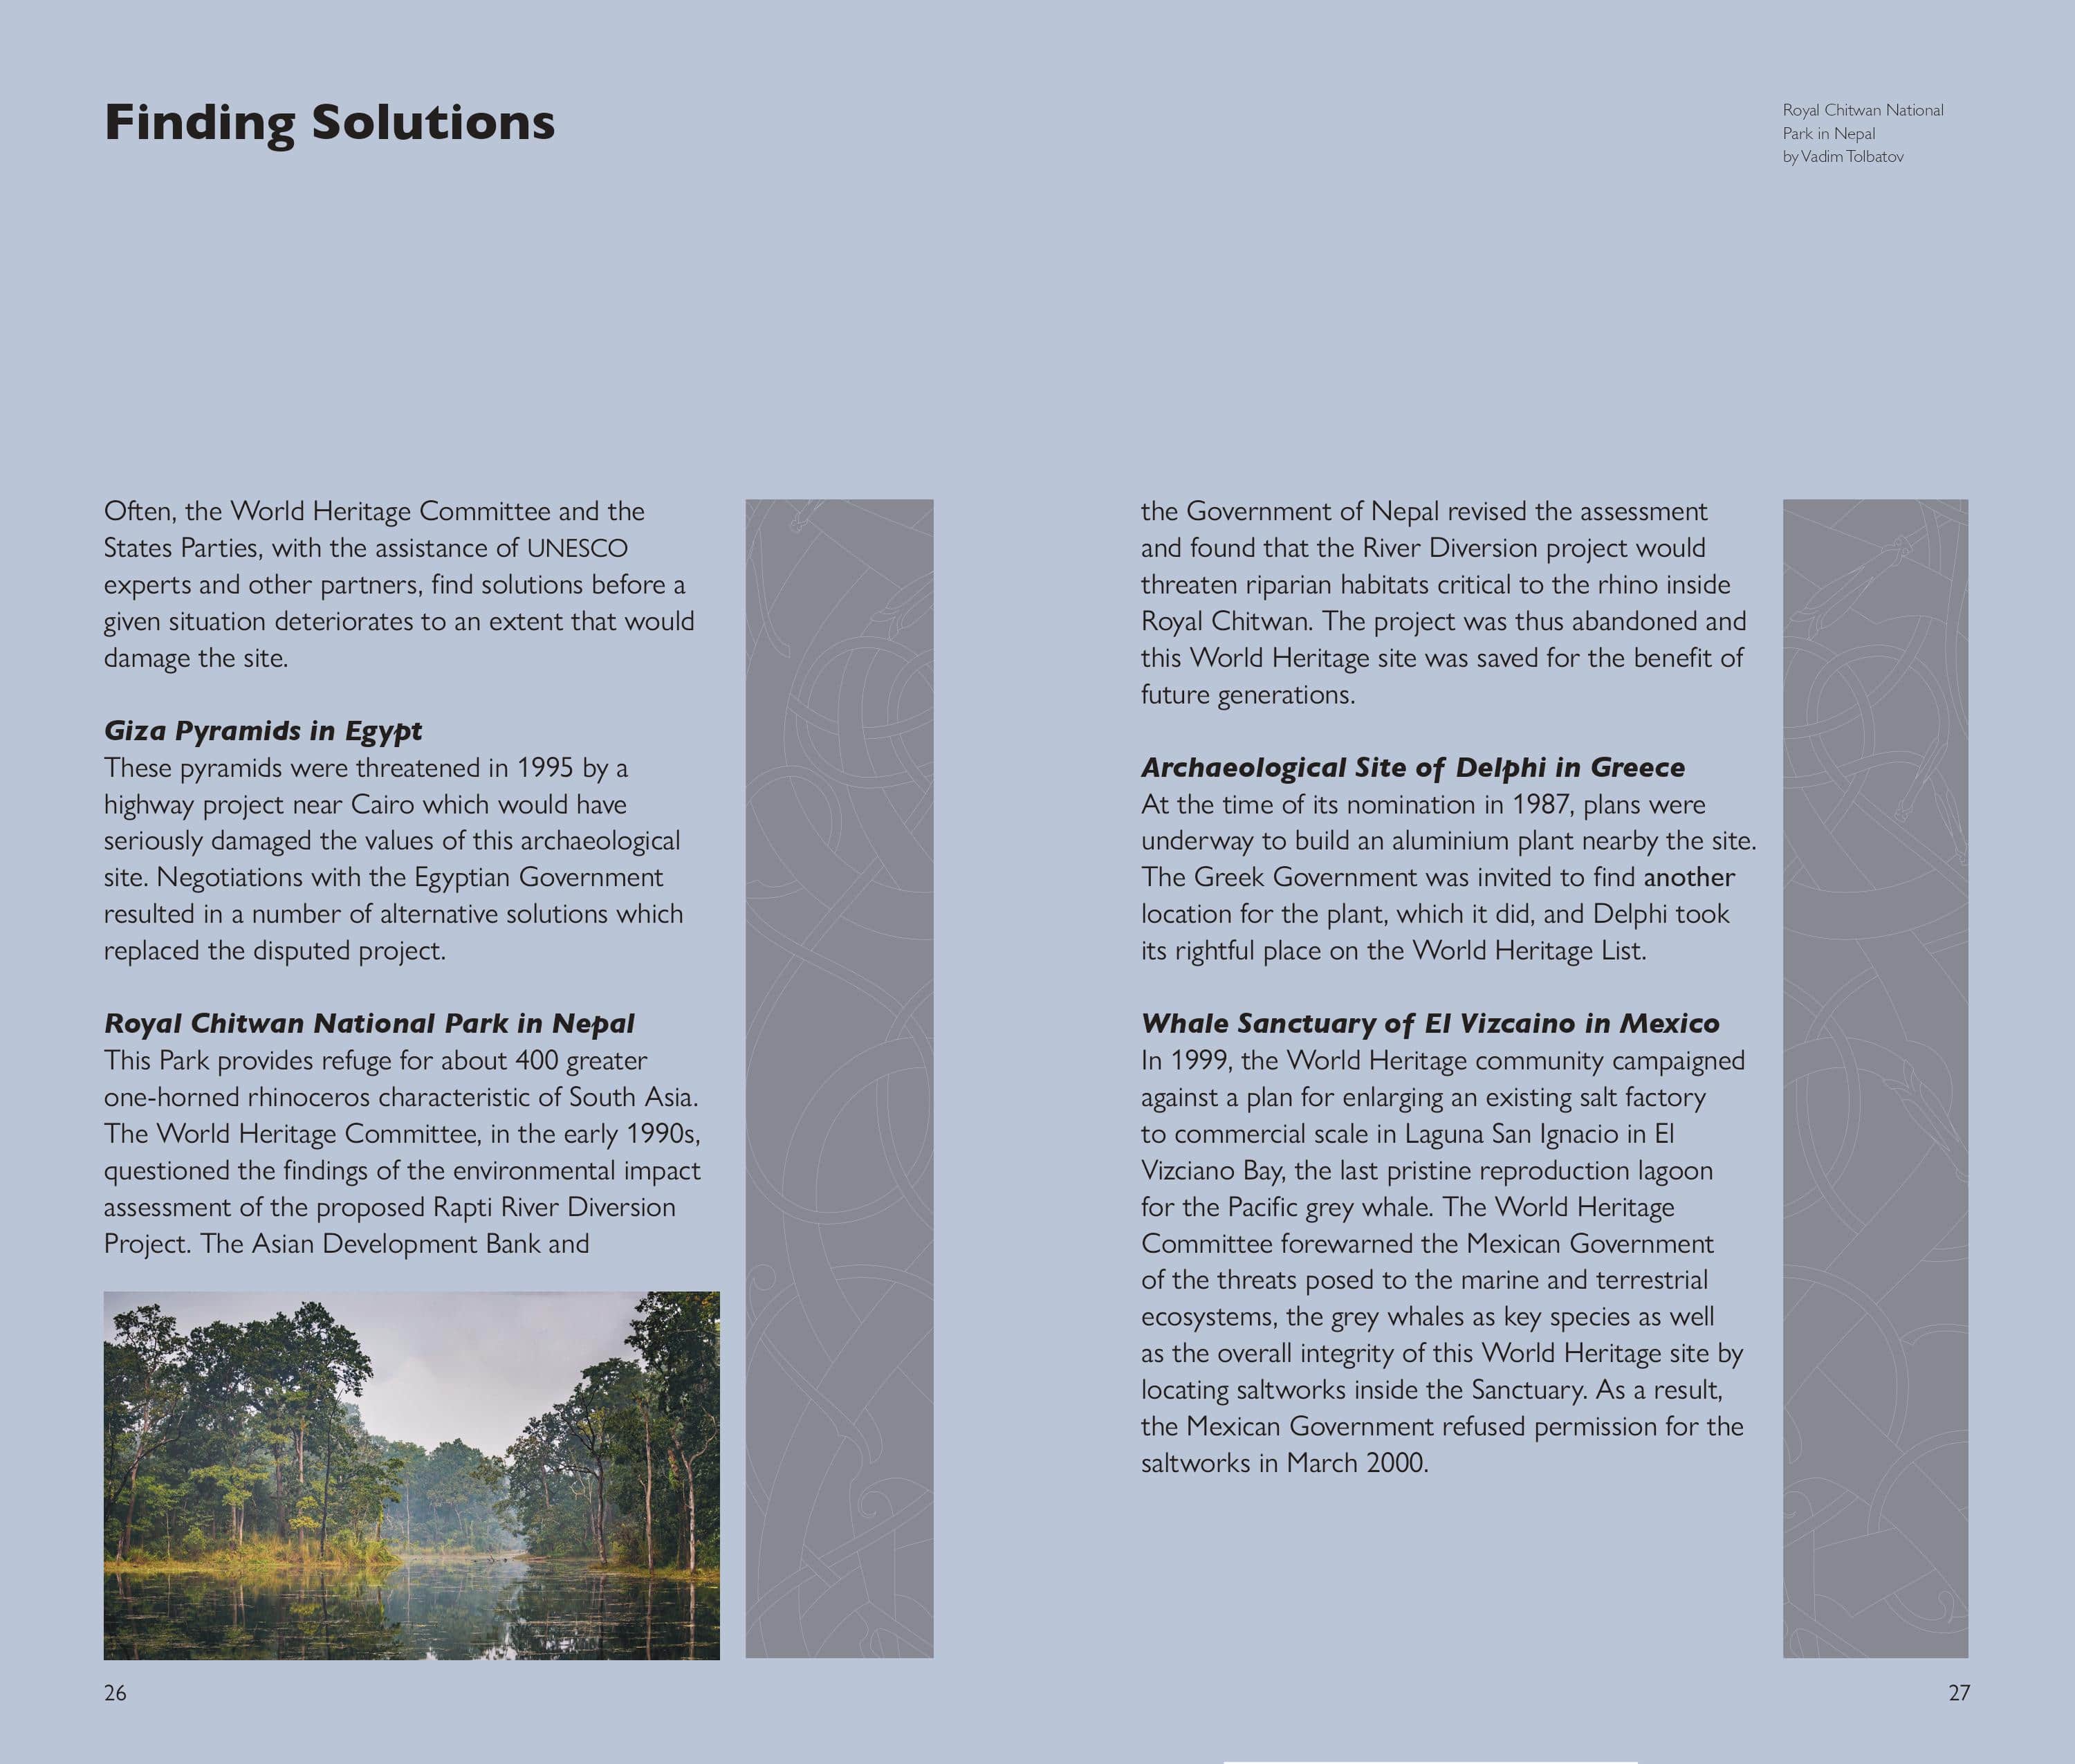 Finding Solutions
Often, the World Heritage Committee and the
States Parties, with the assistance of UNESCO
experts and other partners, find solutions before a
given situation deteriorates to an extent that would
damage the site.
Giza Pyramids in Egypt
These pyramids were threatened in 1995 by a
highway project near Cairo which would have
seriously damaged the values of this archaeological
site. Negotiations with the Egyptian Government
resulted in a number of alternative solutions which
replaced the disputed project.
Royal Chitwan National Park in Nepal
This Park provides refuge for about 400 greater
one-horned rhinoceros characteristic of South Asia.
The World Heritage Committee, in the early 1990s,
questioned the findings of the environmental impact
assessment of the proposed Rapti River Diversion
Project. The Asian Development Bank and
26
Royal Chitwan National
Park in Nepal
by Vadim Tolbatov
the Government of Nepal revised the assessment
and found that the River Diversion project would
threaten riparian habitats critical to the rhino inside
Royal Chitwan. The project was thus abandoned and
this World Heritage site was saved for the benefit of
future generations.
Archaeological Site of Delphi in Greece
At the time of its nomination in 1987, plans were
underway to build an aluminium plant nearby the site.
The Greek Government was invited to find another
location for the plant, which it did, and Delphi took
its rightful place on the World Heritage List.
Whale Sanctuary of El Vizcaino in Mexico
In 1999, the World Heritage community campaigned
against a plan for enlarging an existing salt factory
to commercial scale in Laguna San Ignacio in El
Vizciano Bay, the last pristine reproduction lagoon
for the Pacific grey whale. The World Heritage
Committee forewarned the Mexican Government
of the threats posed to the marine and terrestrial
ecosystems, the grey whales as key species as well
as the overall integrity of this World Heritage site by
locating saltworks inside the Sanctuary. As a result,
the Mexican Government refused permission for the
saltworks in March 2000.
27